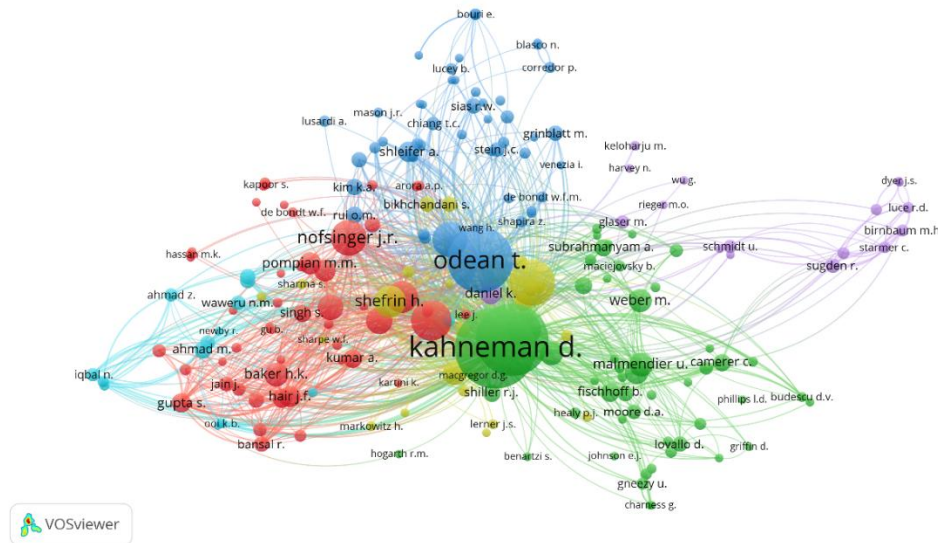 bouri e.
blasco n.
lucey b.
corredor p.
mason j.r.
sias r.w.
lusardi a.
chiang t.c.
grinblatt m.
shleifer a.
stein j.c.
keloharju m.
venezia i.
harvey n.
kapoor s.
kim k.a.
arora a.p.
wu g.
dyer j.s.
de bondt w.f.m.
bikhchandani s.
rieger m.o.
luce r.d.
de bondt w.f.
rui o.m.
shapira z.
glaser m.
wang h.
birnbaum m.h
nofsinger j.r.
subrahmanyam a.
schmidt u.
starmer c.
hassan m.k.
odean t.
pompian m.m.
maciejovsky b.
sugden r.
sharma s.
daniel k.
ahmad z.
waweru n.m.
shefrin h.
weber m.
singh s.
lee j.
newby r.
gu b.
sharpe w.f.
kahneman d.
ahmad m.
kumar a.
malmendier u.
camerer c.
iqbal n.
jain j.
baker h.k.
macgregor d.g.
kartini k.
shiller r.j.
fischhoff b.
phillips l.d.
budescu d.v.
gupta s.
hair j.f.
healy p.j.
moore d.a.
ooi k.b.
markowitz h.
lerner j.s.
bansal r.
lovallo d.
griffin d.
hogarth r.m.
benartzi s.
johnson e.j.
gneezy u.
charness g.
VOSviewer